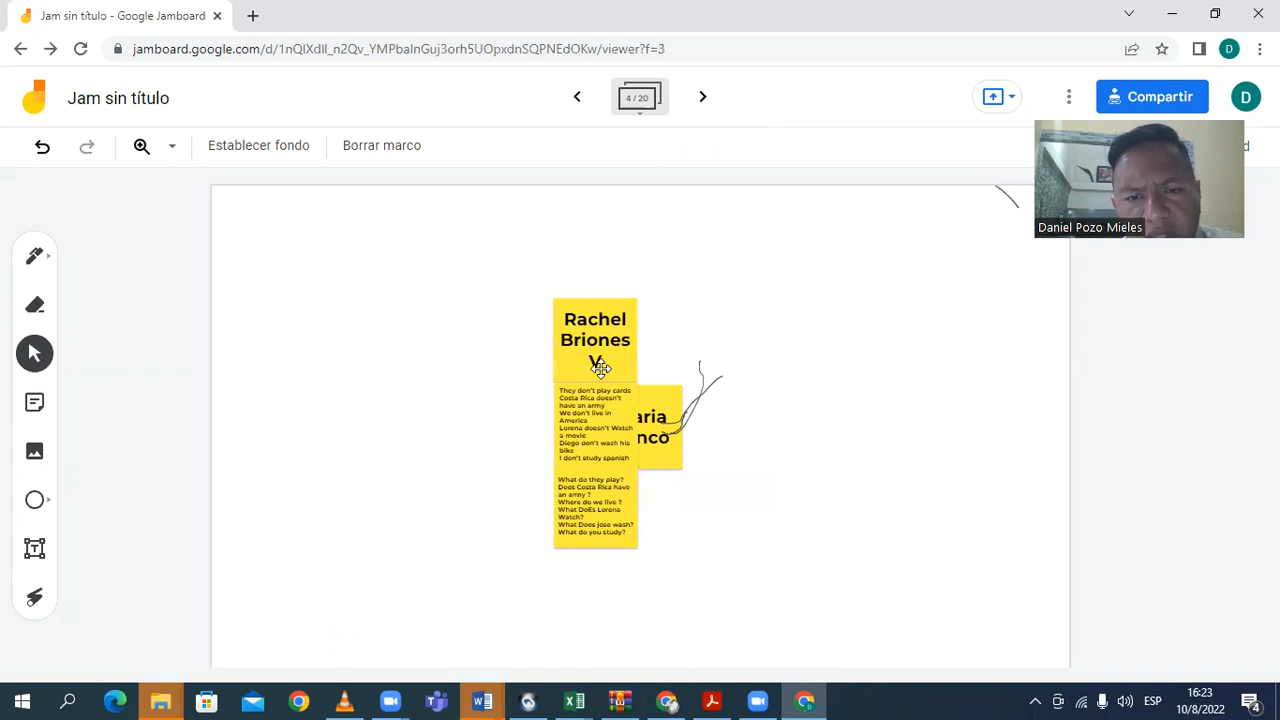 Jam sin título - Google Jamboard
jamboard.google.com/d/1nQlXdIl_n2Qv_YMPbaInGuj3orh5UOpxdnSQPNEdOKw/viewer?f=3
Jam sin título
4 / 20
Compartir
D
D
Establecer fondo
Borrar marco
Daniel Pozo Mieles
Rachel
Briones
V
They don't play cards
Costa Rica doesn't
have an army
We don't live in
America
Lorena doesn't Watch
a movie
Diego don't wash his
bike
I don't study spanish
aria
nco
What do they play?
Does Costa Rica have
an army ?
Where do we live ?
What DoEs Lorena
Watch?
What Does jose wash?
What do you study?
ESP
16:23
10/8/2022
4